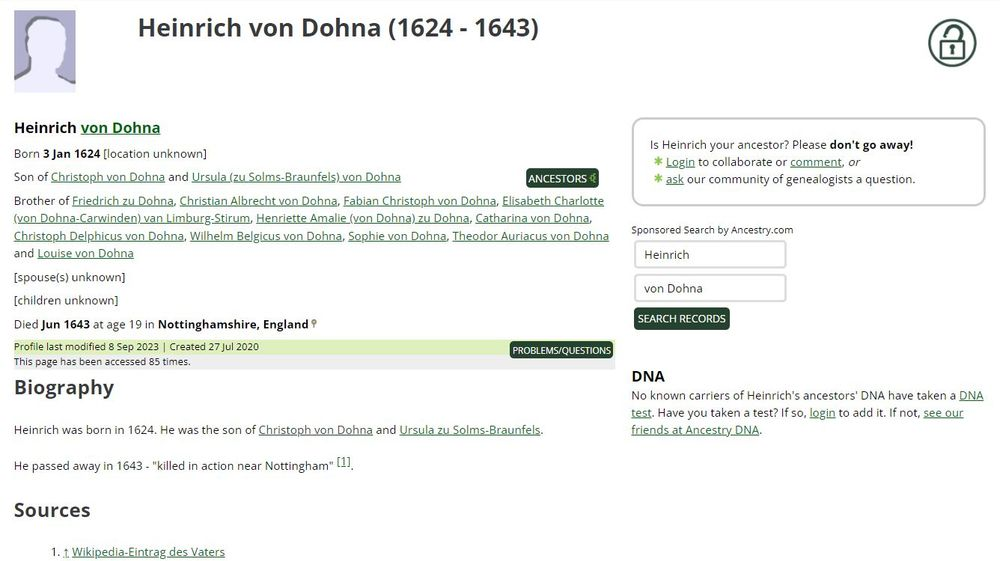 Heinrich von Dohna (1624 - 1643)
Heinrich von Dohna
Born 3 Jan 1624 [location unknown]
Son of Christoph von Dohna and Ursula (zu Solms-Braunfels) von Dohna
ANCESTORS
Brother of Friedrich zu Dohna, Christian Albrecht von Dohna, Fabian Christoph von Dohna, Elisabeth Charlotte
(von Dohna-Carwinden) van Limburg-Stirum, Henriette Amalie (von Dohna) zu Dohna, Catharina von Dohna,
Christoph Delphicus von Dohna, Wilhelm Belgicus von Dohna, Sophie von Dohna, Theodor Auriacus von Dohna
and Louise von Dohna
[spouse(s) unknown]
[children unknown]
Died Jun 1643 at age 19 in Nottinghamshire, England
Profile last modified 8 Sep 2023 | Created 27 Jul 2020
This page has been accessed 85 times.
PROBLEMS/QUESTIONS
Biography
Heinrich was born in 1624. He was the son of Christoph von Dohna and Ursula zu Solms-Braunfels.
He passed away in 1643 - "killed in action near Nottingham" [1].
Sources
1. ↑ Wikipedia-Eintrag des Vaters
Is Heinrich your ancestor? Please don't go away!
✱ Login to collaborate or comment, or
✱ ask our community of genealogists a question.
Sponsored Search by Ancestry.com
Heinrich
von Dohna
SEARCH RECORDS
DNA
No known carriers of Heinrich's ancestors' DNA have taken a DNA
test. Have you taken a test? If so, login to add it. If not, see our
friends at Ancestry DNA.